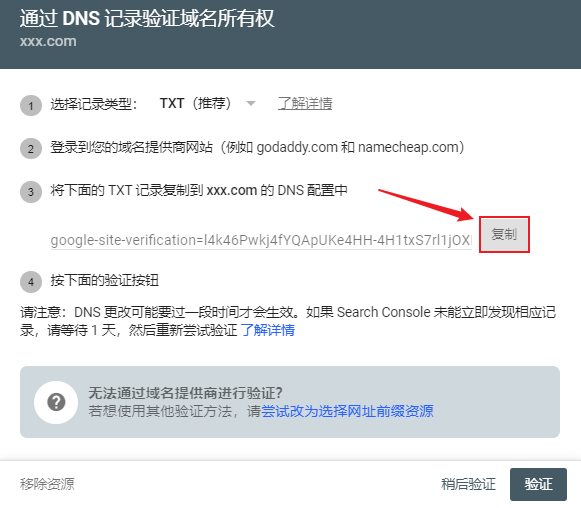 通过 DNS 记录验证域名所有权
xxx.com
1 选择记录类型： TXT（推荐） 了解详情
2 登录到您的域名提供商网站（例如 godaddy.com 和 namecheap.com）
3 将下面的 TXT 记录复制到 xxx.com 的 DNS 配置中
google-site-verification=l4k46Pwkj4fYQApUKe4HH-4H1txS7rl1jOX
复制
4 按下面的验证按钮
请注意：DNS 更改可能要过一段时间才会生效。如果 Search Console 未能立即发现相应记
录，请等待 1 天，然后重新尝试验证 了解详情
无法通过域名提供商进行验证？
若想使用其他验证方法，请尝试改为选择网址前缀资源
移除资源 稍后验证 验证